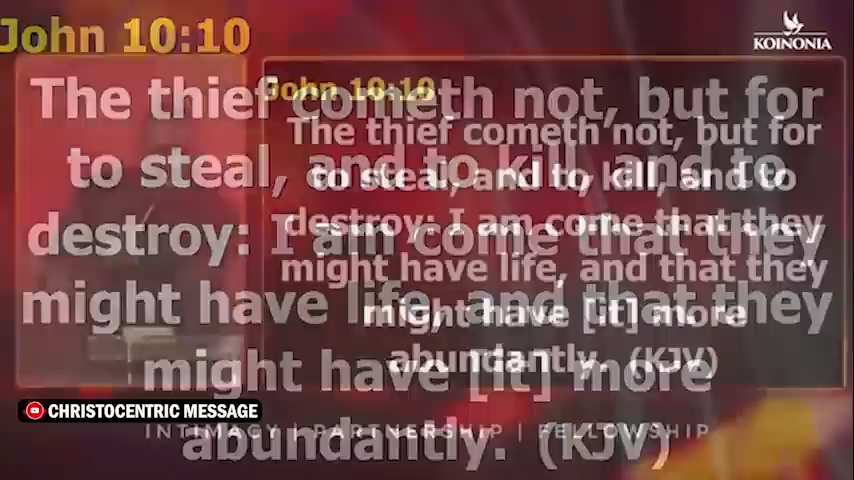 John 10:10
KOINONIA
The thief cometh not, but for
to steal, and to kill, and to
destroy: I am come that they
might have life, and that they
might have [it] more
abundantly. (KJV)
John 10:10
The thief cometh not, but for
to steal, and to kill, and to
destroy: I am come that they
might have life, and that they
might have [it] more
abundantly. (KJV)
CHRISTOCENTRIC MESSAGE
INTIMACY | PARTNERSHIP | FELLOWSHIP